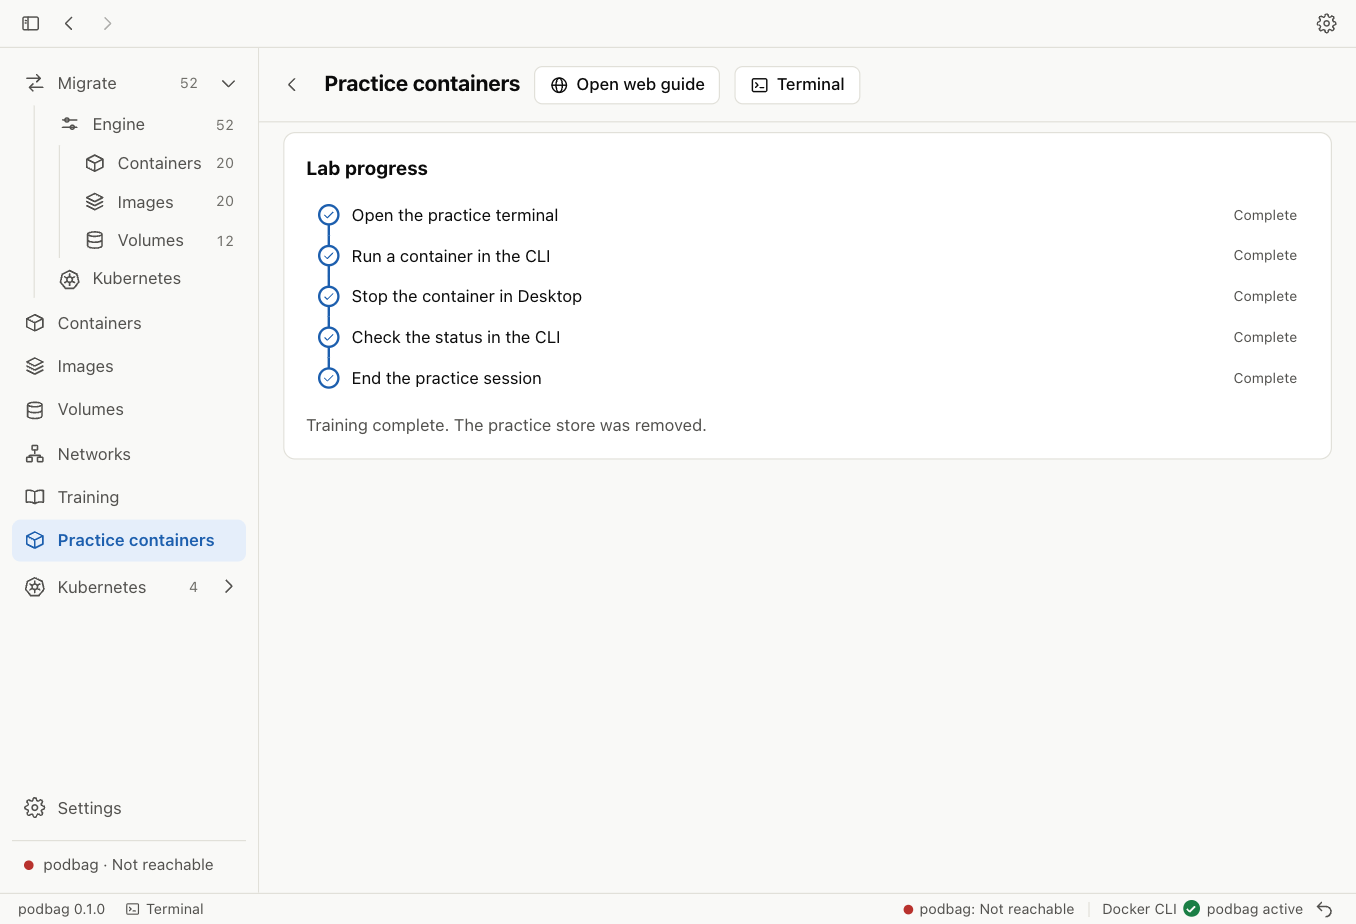 Migrate 52
Engine 52
Containers 20
Images 20
Volumes 12
Kubernetes
Containers
Images
Volumes
Networks
Training
Practice containers
Kubernetes 4
Settings
podbag · Not reachable
Practice containers
Open web guide
Terminal
Lab progress
Open the practice terminal Complete
Run a container in the CLI Complete
Stop the container in Desktop Complete
Check the status in the CLI Complete
End the practice session Complete
Training complete. The practice store was removed.
podbag 0.1.0 Terminal podbag: Not reachable Docker CLI podbag active